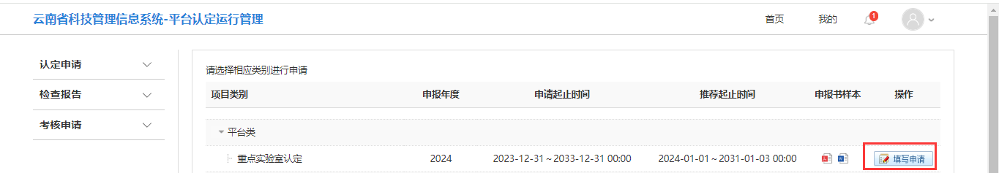 云南省科技管理信息系统-平台认定运行管理 首页 我的 1
认定申请
检查报告
考核申请
请选择相应类别进行申请
项目类别 申报年度 申请起止时间 推荐起止时间 申报书样本 操作
平台类
重点实验室认定 2024 2023-12-31～2033-12-31 00:00 2024-01-01～2031-01-03 00:00 填写申请